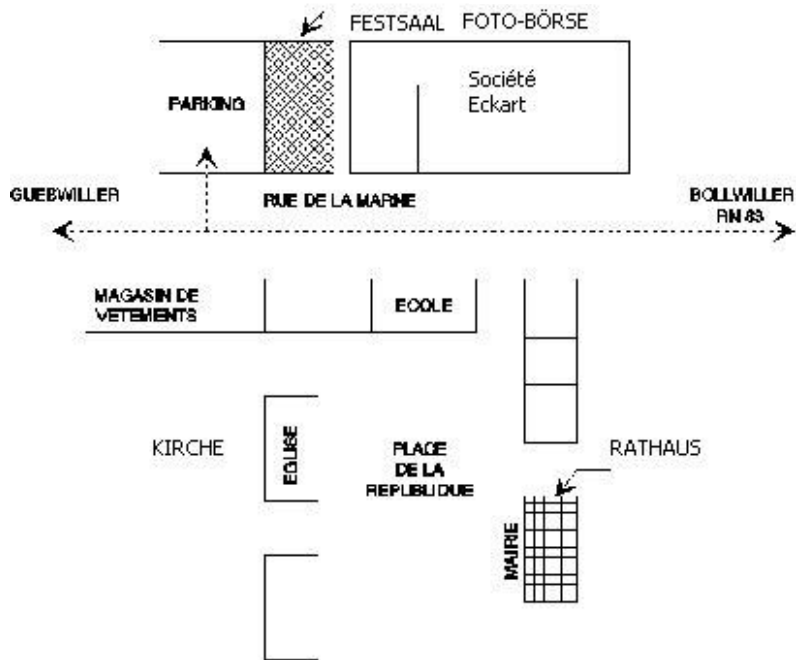 FESTSAAL FOTO-BÖRSE
Société
Eckart
PARKING
GUEBWILLER
RUE DE LA MARNE
BOLLWILLER
RN 83
MAGASIN DE
VETEMENTS
ECOLE
KIRCHE
EGLISE
PLACE
DE LA
REPUBLIQUE
RATHAUS
MAIRIE